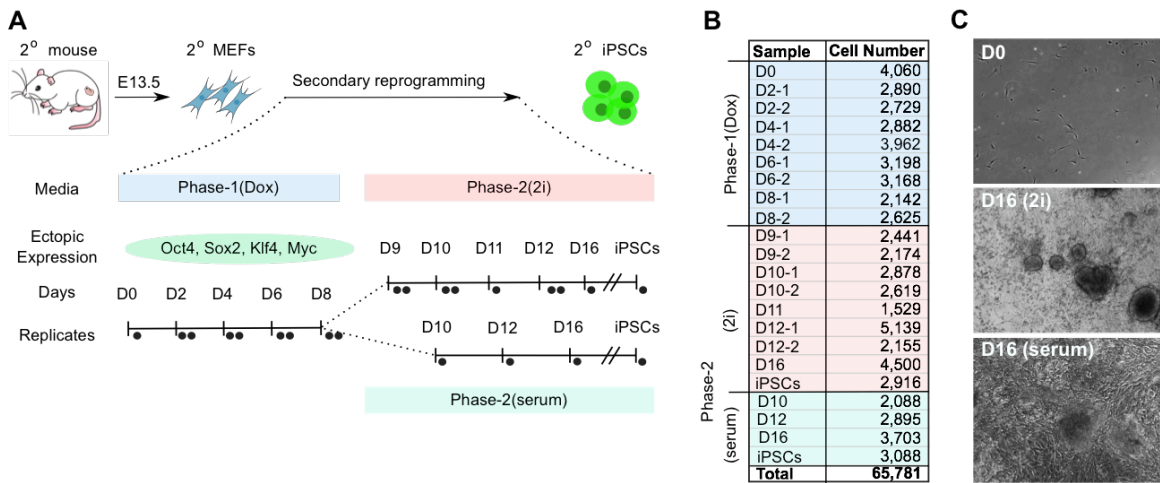 A
2° mouse
2° MEFs
2° iPSCs
E13.5
Secondary reprogramming
Media
Phase-1(Dox)
Phase-2(2i)
Ectopic
Expression
Oct4, Sox2, Klf4, Myc
D9 D10 D11 D12 D16 iPSCs
Days
D0 D2 D4 D6 D8
Replicates
D10 D12 D16 iPSCs
Phase-2(serum)
B
Sample Cell Number
Phase-1(Dox)
D0 4,060
D2-1 2,890
D2-2 2,729
D4-1 2,882
D4-2 3,962
D6-1 3,198
D6-2 3,168
D8-1 2,142
D8-2 2,625
Phase-2
(2i)
D9-1 2,441
D9-2 2,174
D10-1 2,878
D10-2 2,619
D11 1,529
D12-1 5,139
D12-2 2,155
D16 4,500
iPSCs 2,916
(serum)
D10 2,088
D12 2,895
D16 3,703
iPSCs 3,088
Total 65,781
C
D0
D16 (2i)
D16 (serum)